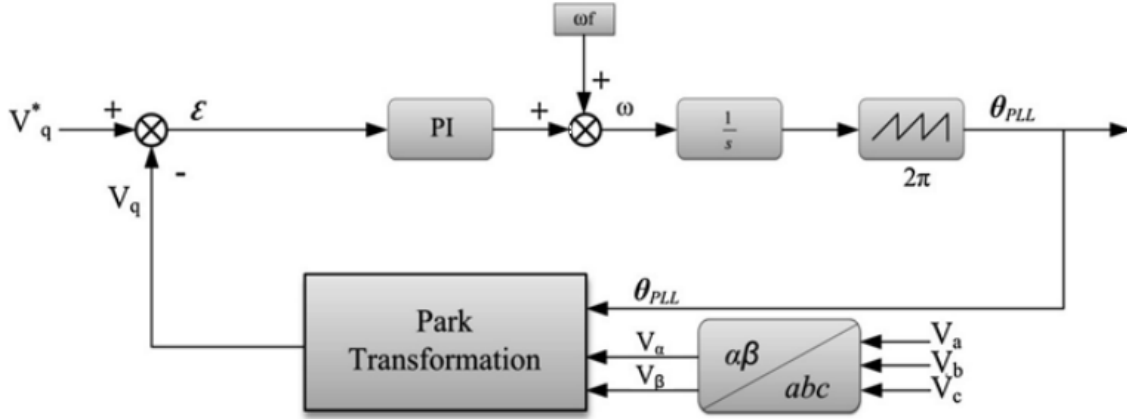 ωf
+
V*q + ε PI + ω 1/s θPLL
2π
-
Vq
θPLL
Park
Transformation
Vα
Vβ
αβ
abc
Va
Vb
Vc